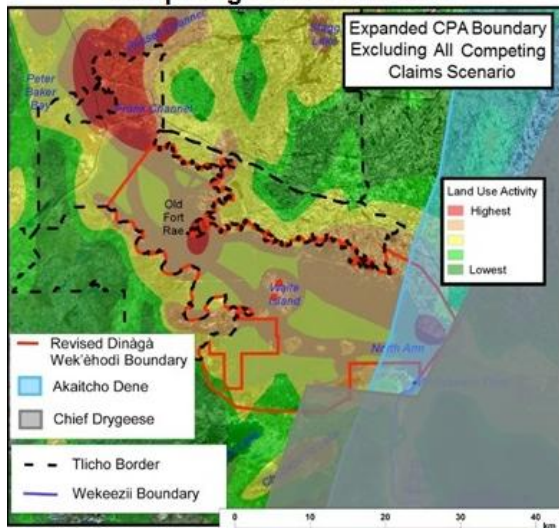 Expanded CPA Boundary
Excluding All Competing
Claims Scenario
Peter
Baker
Bay
Frank Channel
Old
Fort
Rae
Waite
Island
North Arm
Land Use Activity
Highest
Lowest
Revised Dinàgà
Wek'èhodì Boundary
Akaitcho Dene
Chief Drygeese
Tlicho Border
Wekeezii Boundary
0 10 20 30 40
km